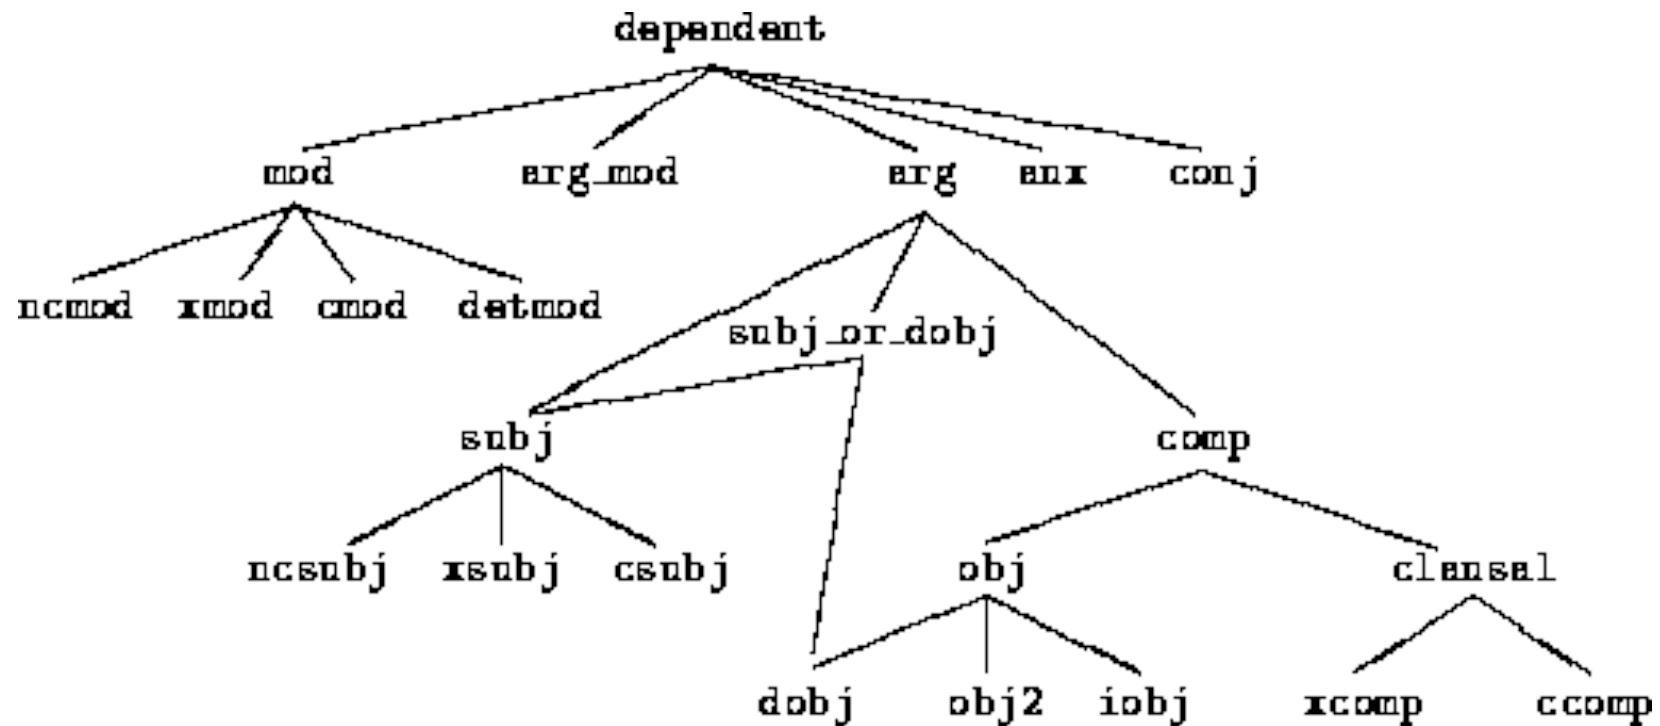 dependent
mod arg_mod arg aux conj
ncmod xmod cmod detmod
subj_or_dobj
subj comp
ncsubj xsubj csubj obj clausal
dobj obj2 iobj xcomp ccomp